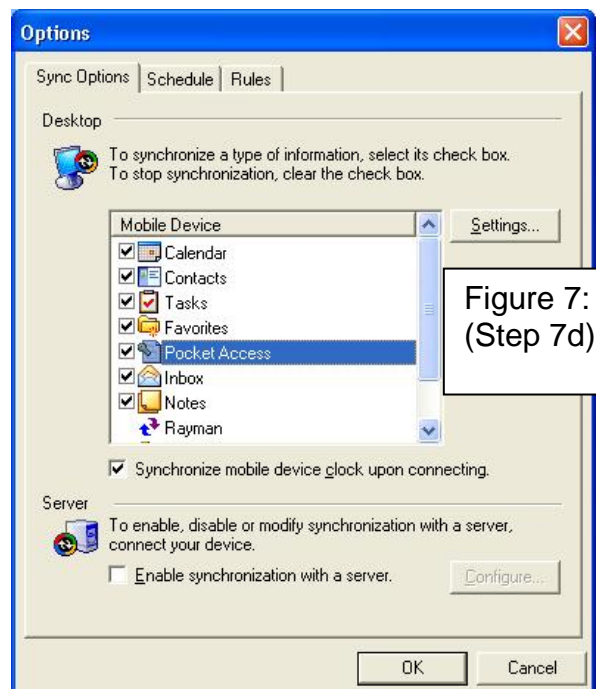 Options
Sync Options Schedule Rules
Desktop
To synchronize a type of information, select its check box.
To stop synchronization, clear the check box.
Mobile Device
Settings...
Calendar
Contacts
Tasks
Favorites
Pocket Access
Inbox
Notes
Rayman
Figure 7:
(Step 7d)
Synchronize mobile device clock upon connecting.
Server
To enable, disable or modify synchronization with a server,
connect your device.
Enable synchronization with a server.
Configure...
OK Cancel